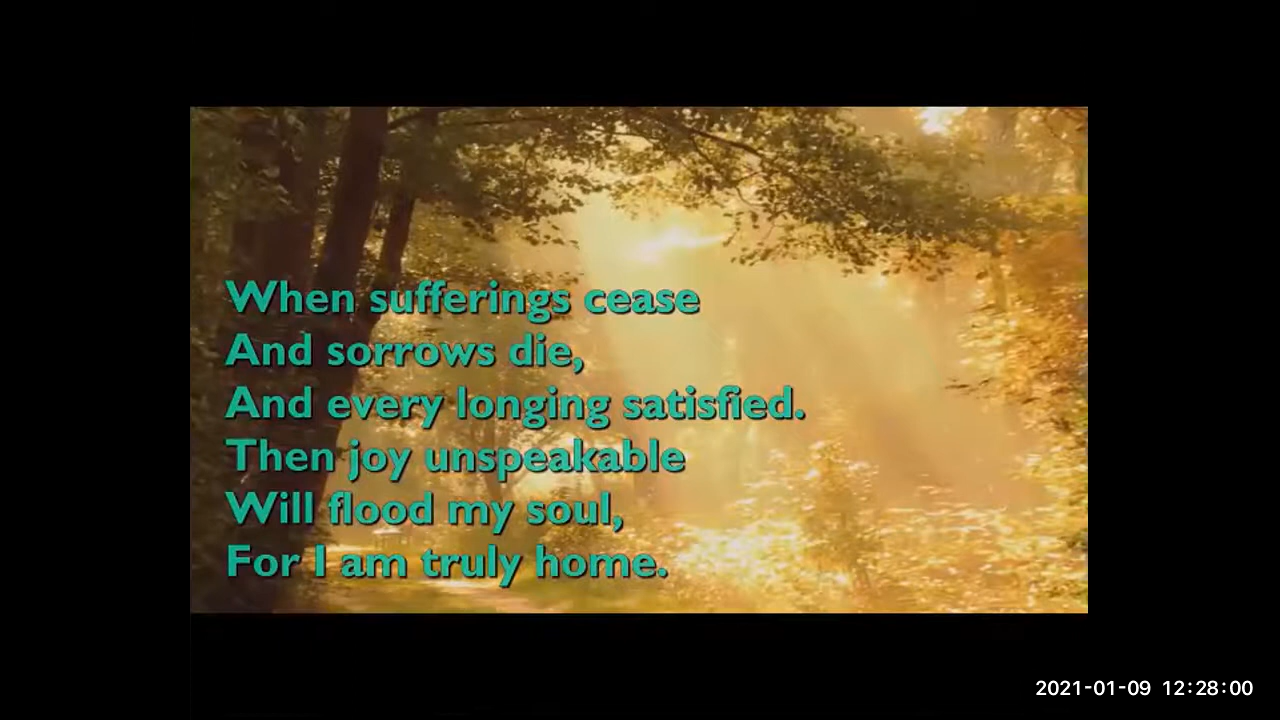 When sufferings cease
And sorrows die,
And every longing satisfied.
Then joy unspeakable
Will flood my soul,
For I am truly home.
2021-01-09 12:28:00